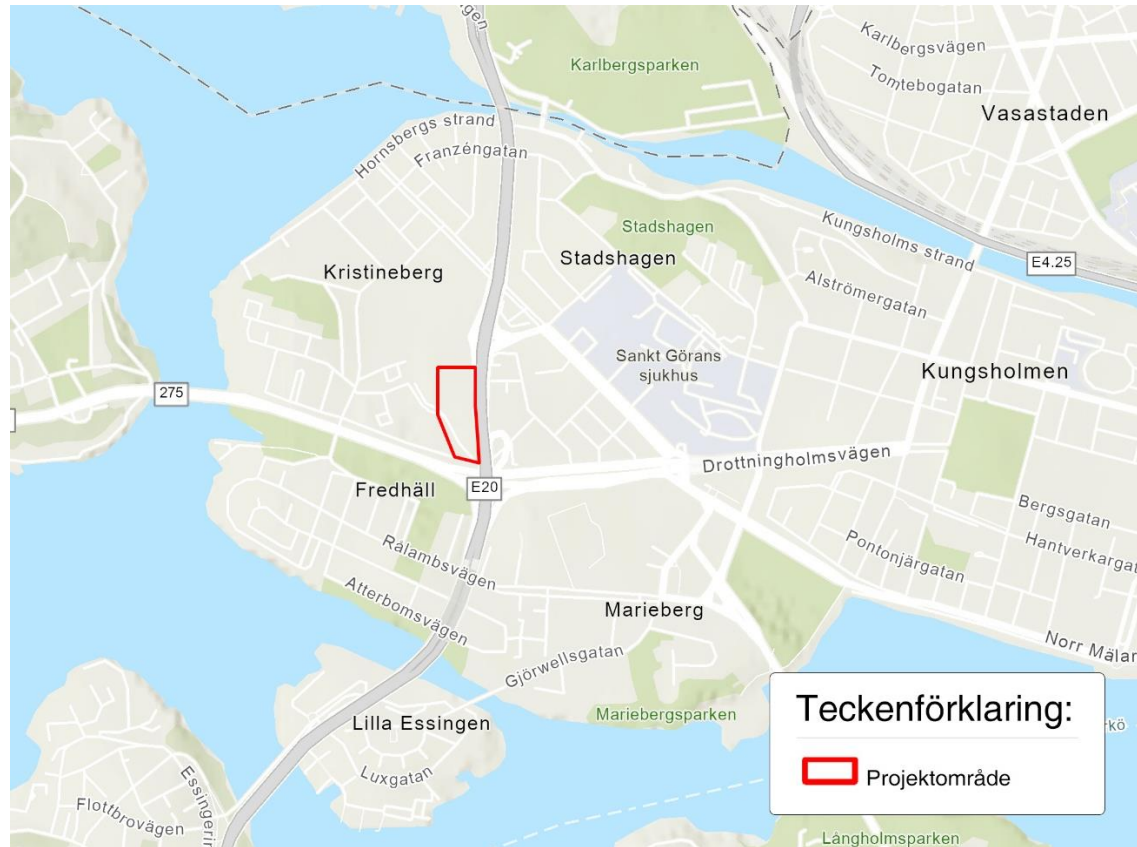 Karlbergsvägen
Karlbergsparken
Tomtebogatan
Vasastaden
Hornsbergs strand
Franzéngatan
Stadshagen
Kungsholms strand
Stadshagen
E4.25
Kristineberg
Alströmergatan
Sankt Görans
sjukhus
Kungsholmen
275
Drottningholmsvägen
Fredhäll
E20
Bergsgatan
Hantverkargat
Pontonjärgatan
Rålambsvägen
Atterbomsvägen
Marieberg
Norr Mälar
Gjörwellsgatan
Mariebergsparken
Lilla Essingen
Teckenförklaring:
Projektområde
Luxgatan
Essingerin
Flottbrovägen
Långholmsparken